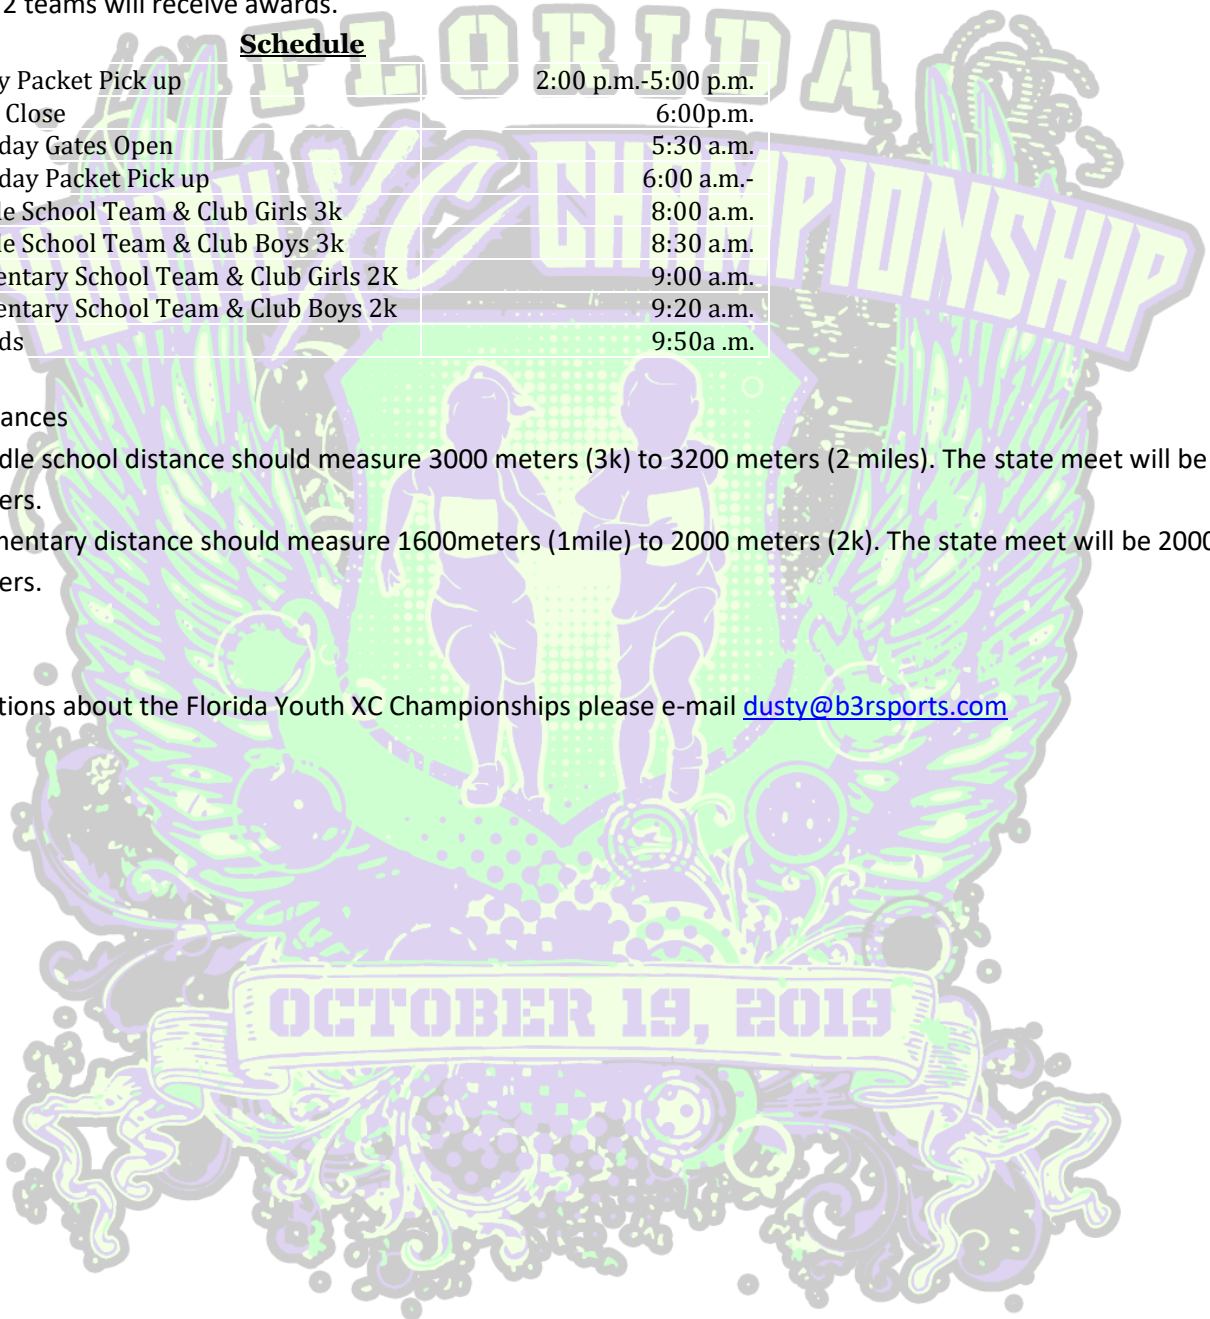 2 teams will receive awards.
Schedule
y Packet Pick up 2:00 p.m.-5:00 p.m.
Close 6:00p.m.
day Gates Open 5:30 a.m.
day Packet Pick up 6:00 a.m.-
le School Team & Club Girls 3k 8:00 a.m.
le School Team & Club Boys 3k 8:30 a.m.
entary School Team & Club Girls 2K 9:00 a.m.
entary School Team & Club Boys 2k 9:20 a.m.
ds 9:50a .m.
ances
dle school distance should measure 3000 meters (3k) to 3200 meters (2 miles). The state meet will be
ers.
mentary distance should measure 1600meters (1mile) to 2000 meters (2k). The state meet will be 2000
ers.
tions about the Florida Youth XC Championships please e-mail dusty@b3rsports.com
FLORIDA
YOUTH XC CHAMPIONSHIP
OCTOBER 19, 2019